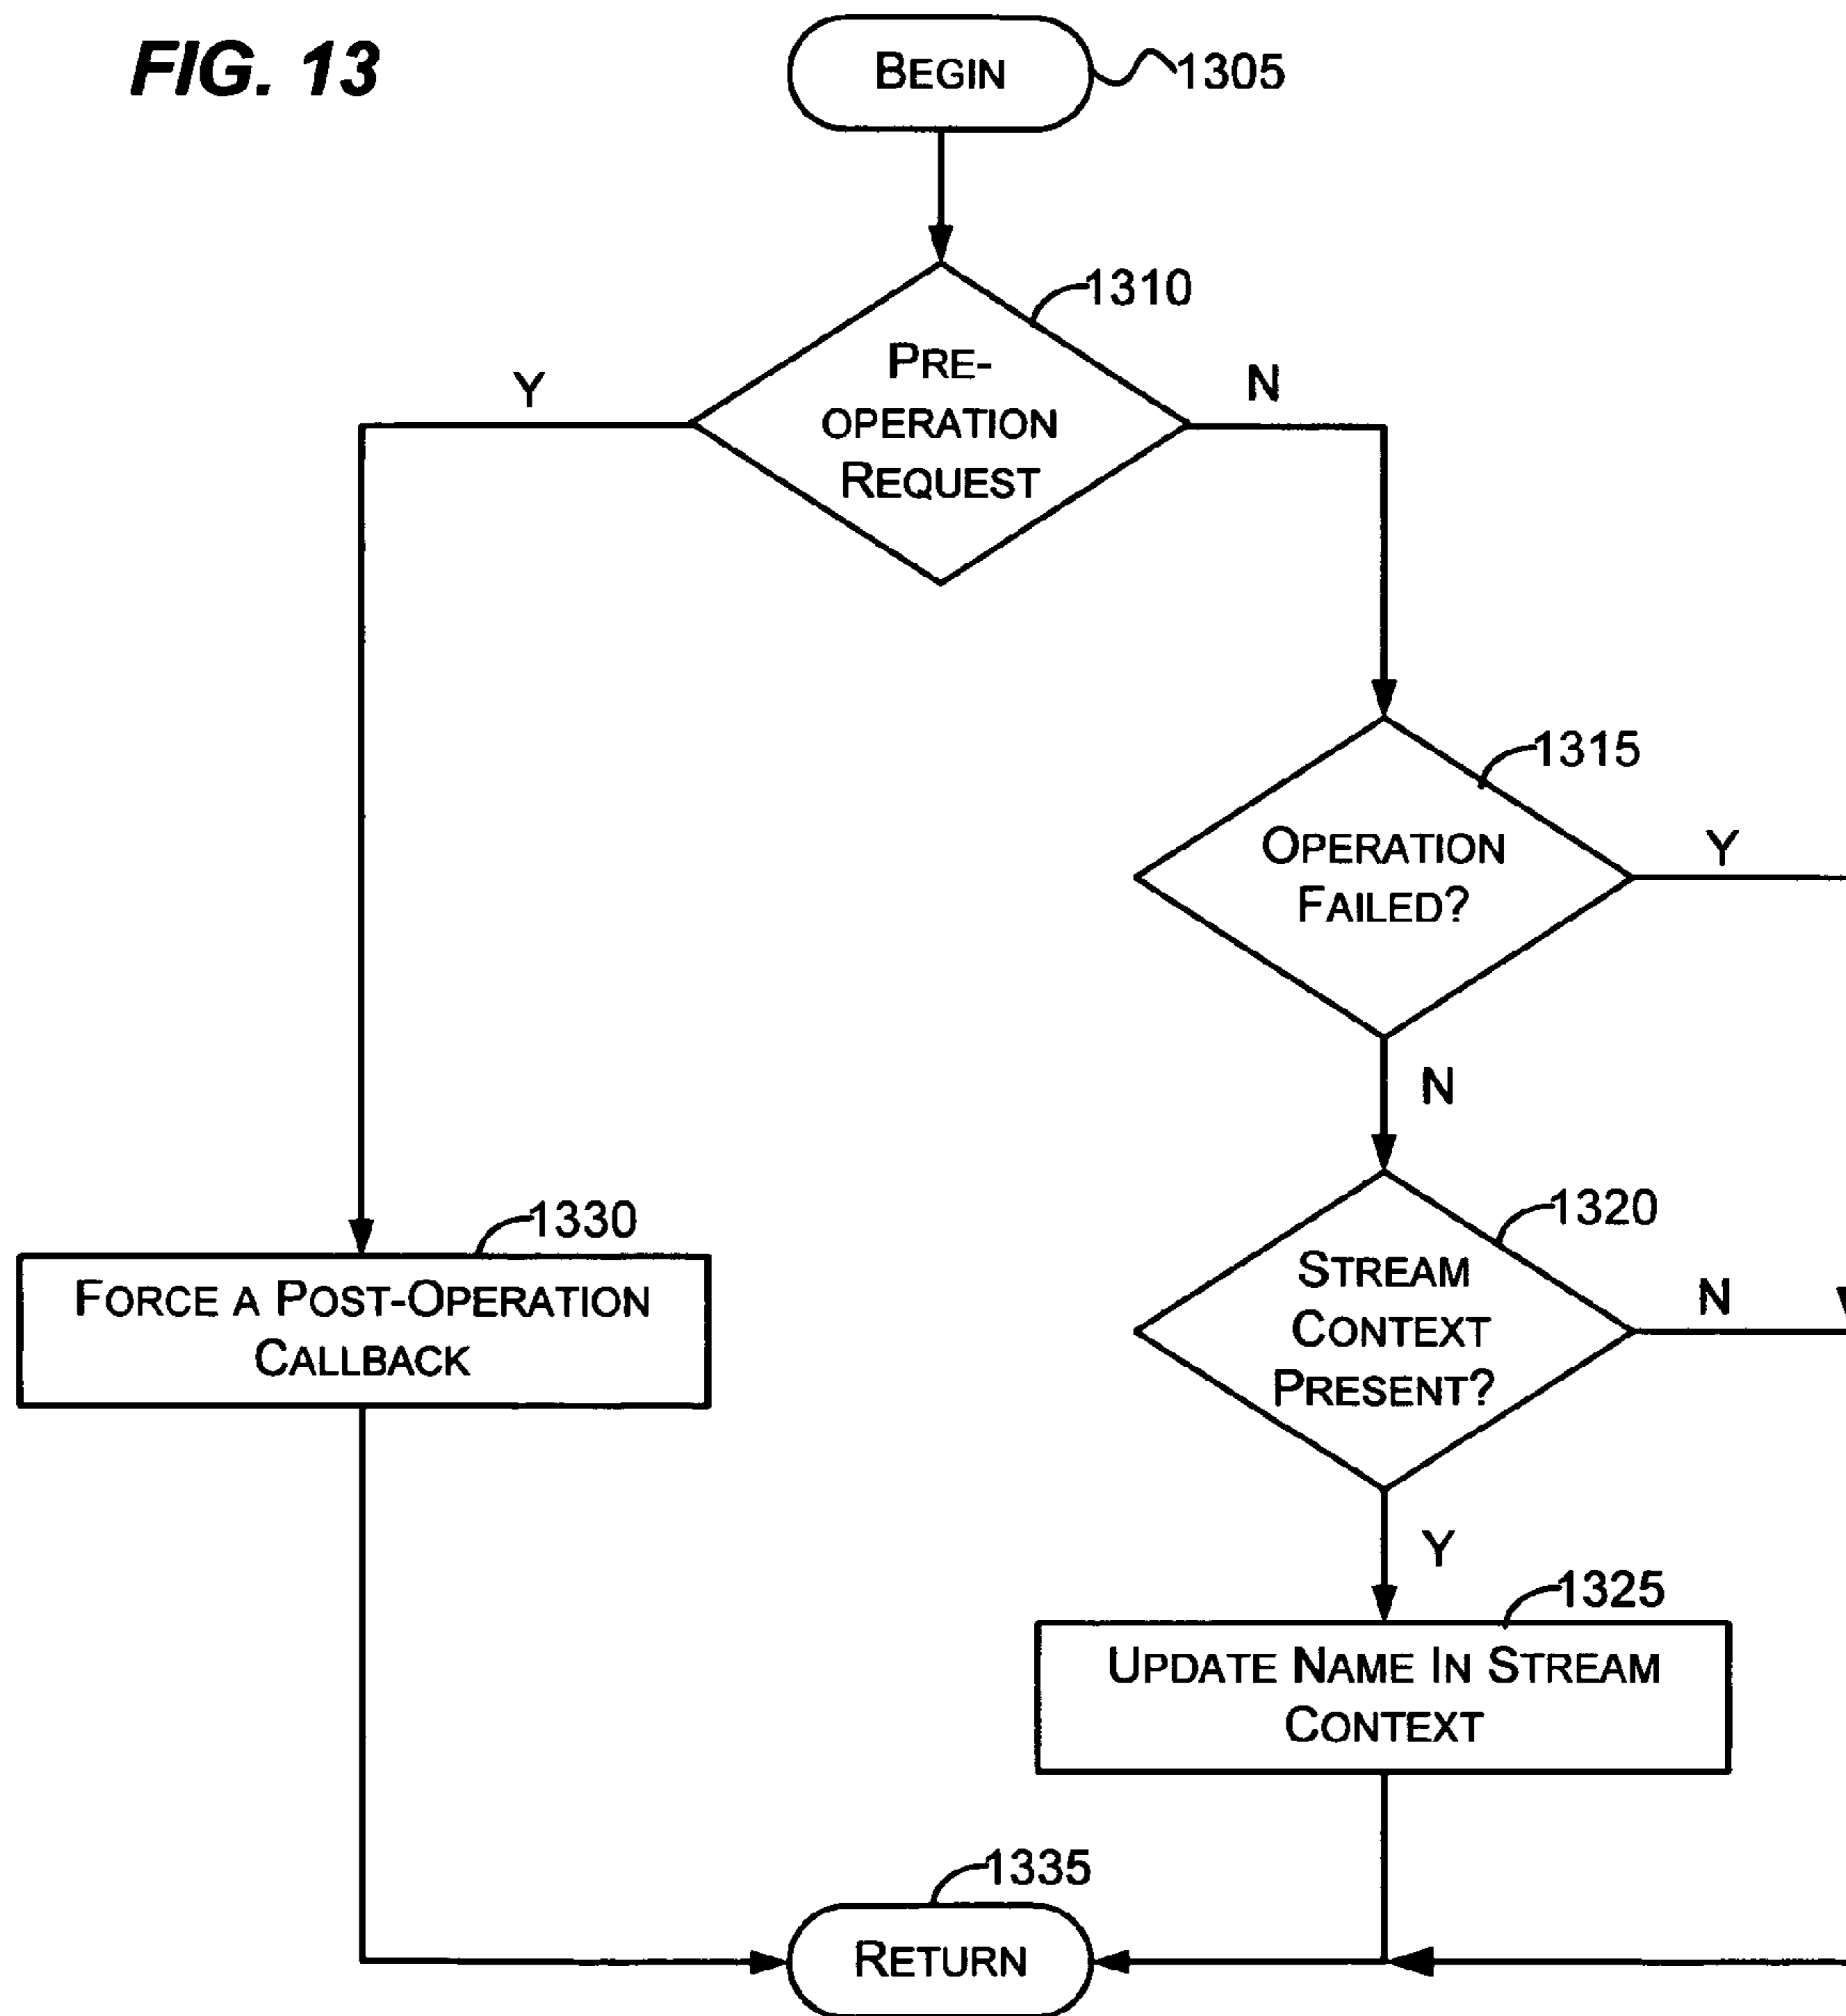 FIG. 13
BEGIN
1305
1310
PRE-
OPERATION
REQUEST
Y
N
1315
OPERATION
FAILED?
Y
N
1330
FORCE A POST-OPERATION
CALLBACK
1320
STREAM
CONTEXT
PRESENT?
N
Y
1325
UPDATE NAME IN STREAM
CONTEXT
1335
RETURN